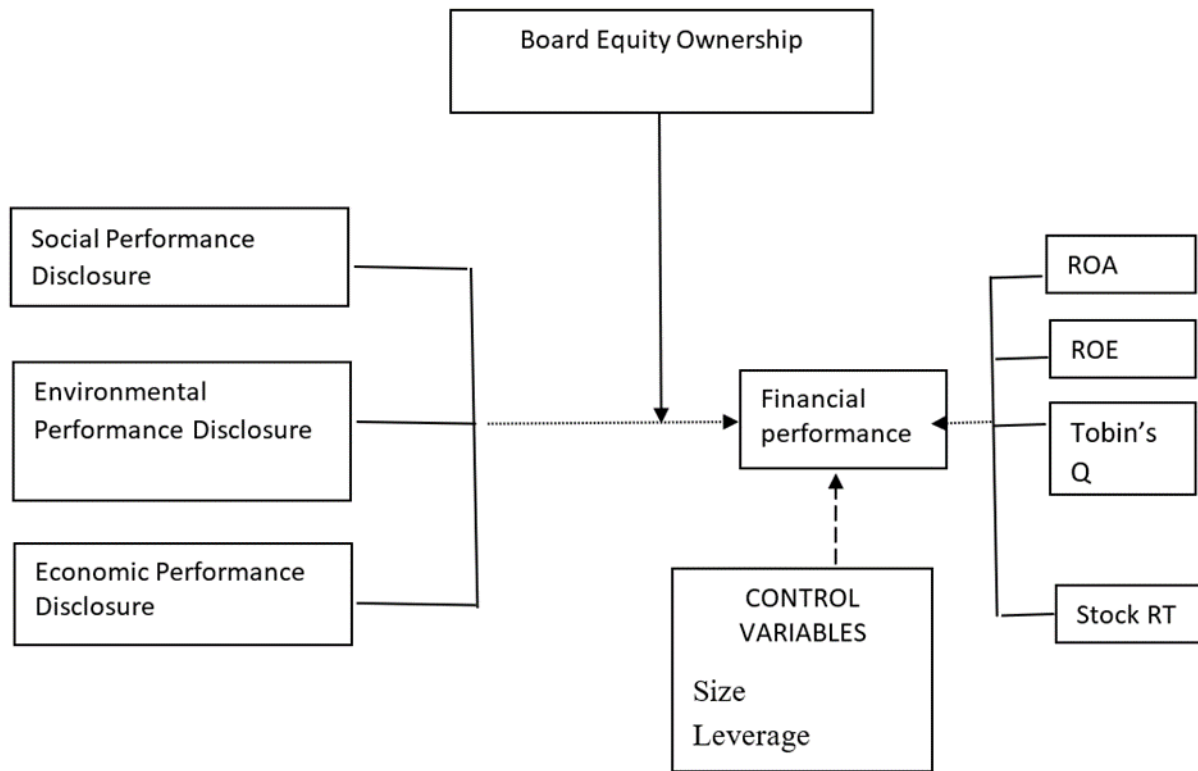 Board Equity Ownership
Social Performance
Disclosure
Environmental
Performance Disclosure
Economic Performance
Disclosure
Financial
performance
CONTROL
VARIABLES
Size
Leverage
ROA
ROE
Tobin’s
Q
Stock RT